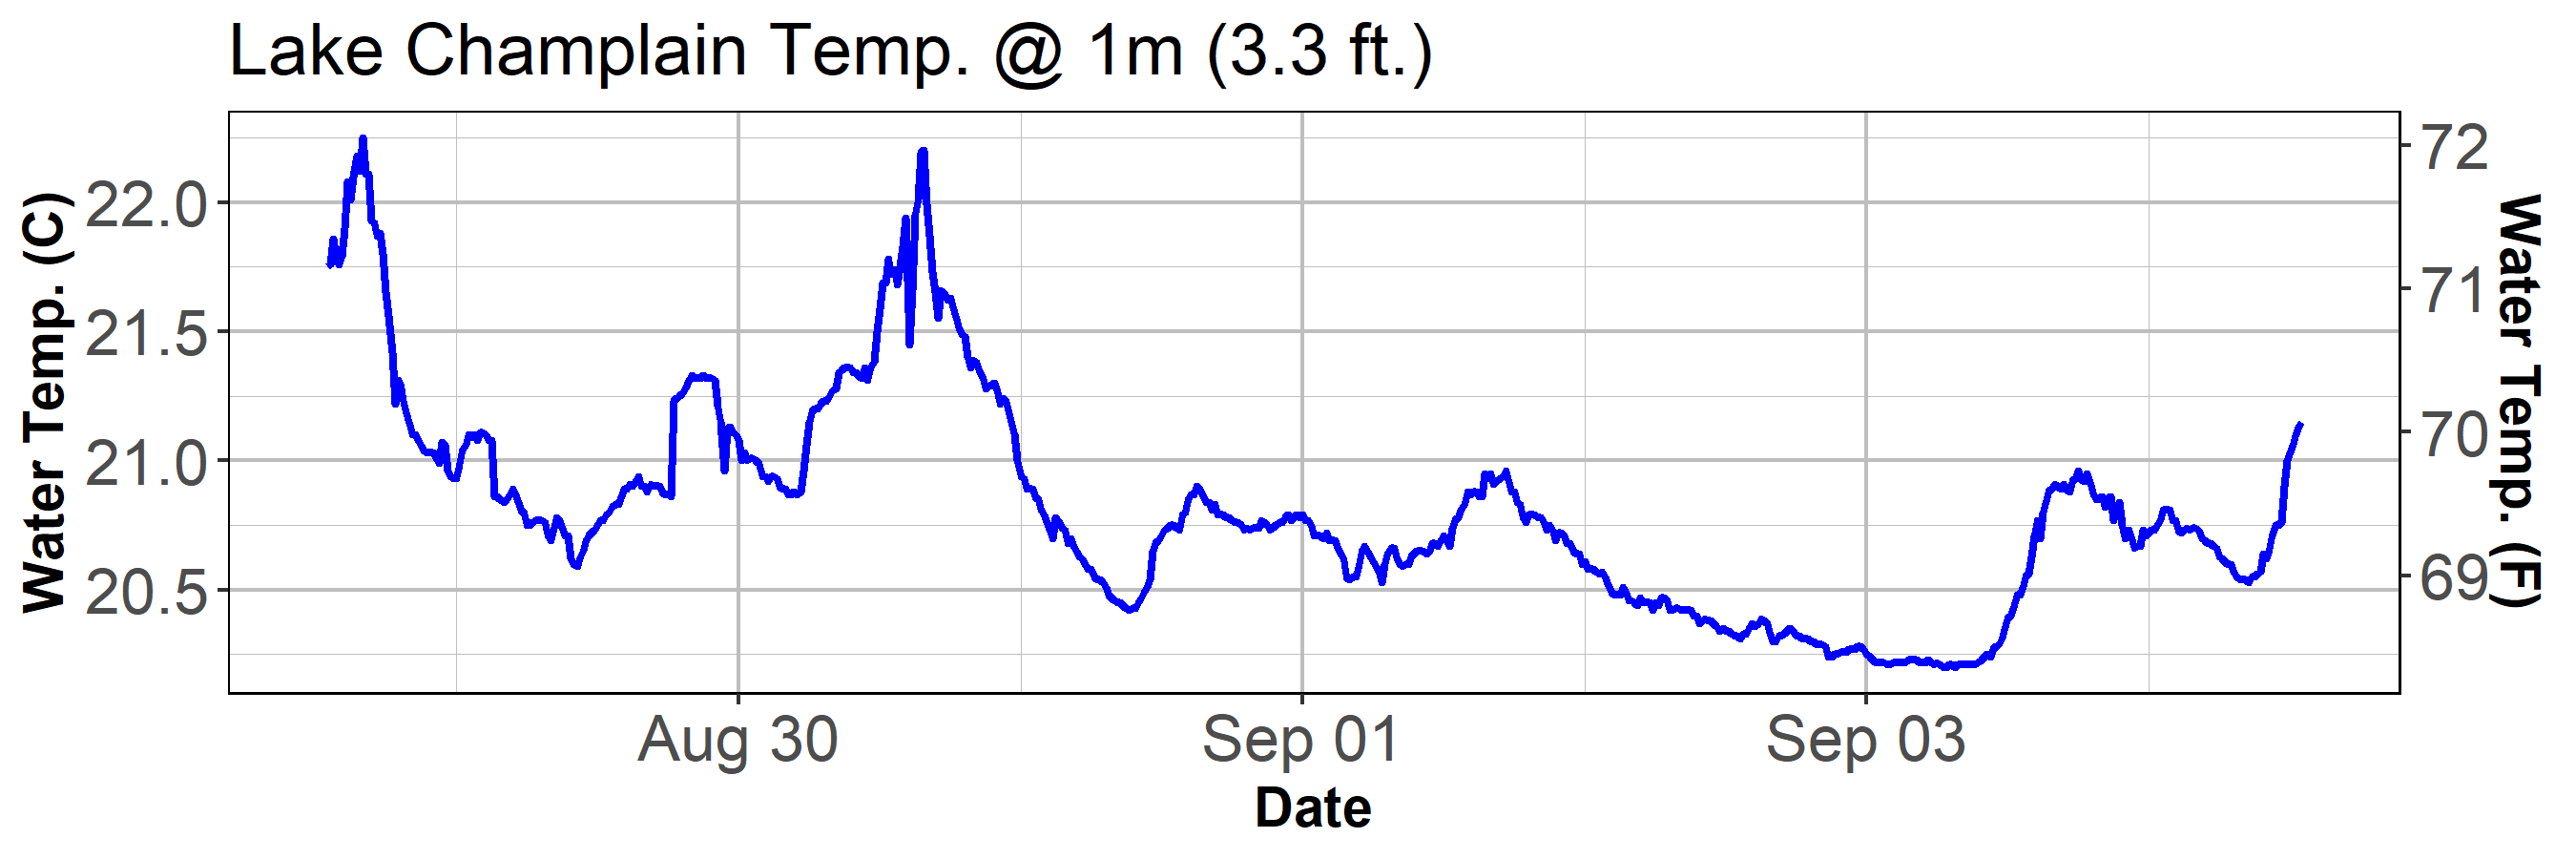 Lake Champlain Temp. @ 1m (3.3 ft.)
Water Temp. (C)
22.0
21.5
21.0
20.5
72
71
70
69
Water Temp. (F)
Aug 30
Sep 01
Sep 03
Date